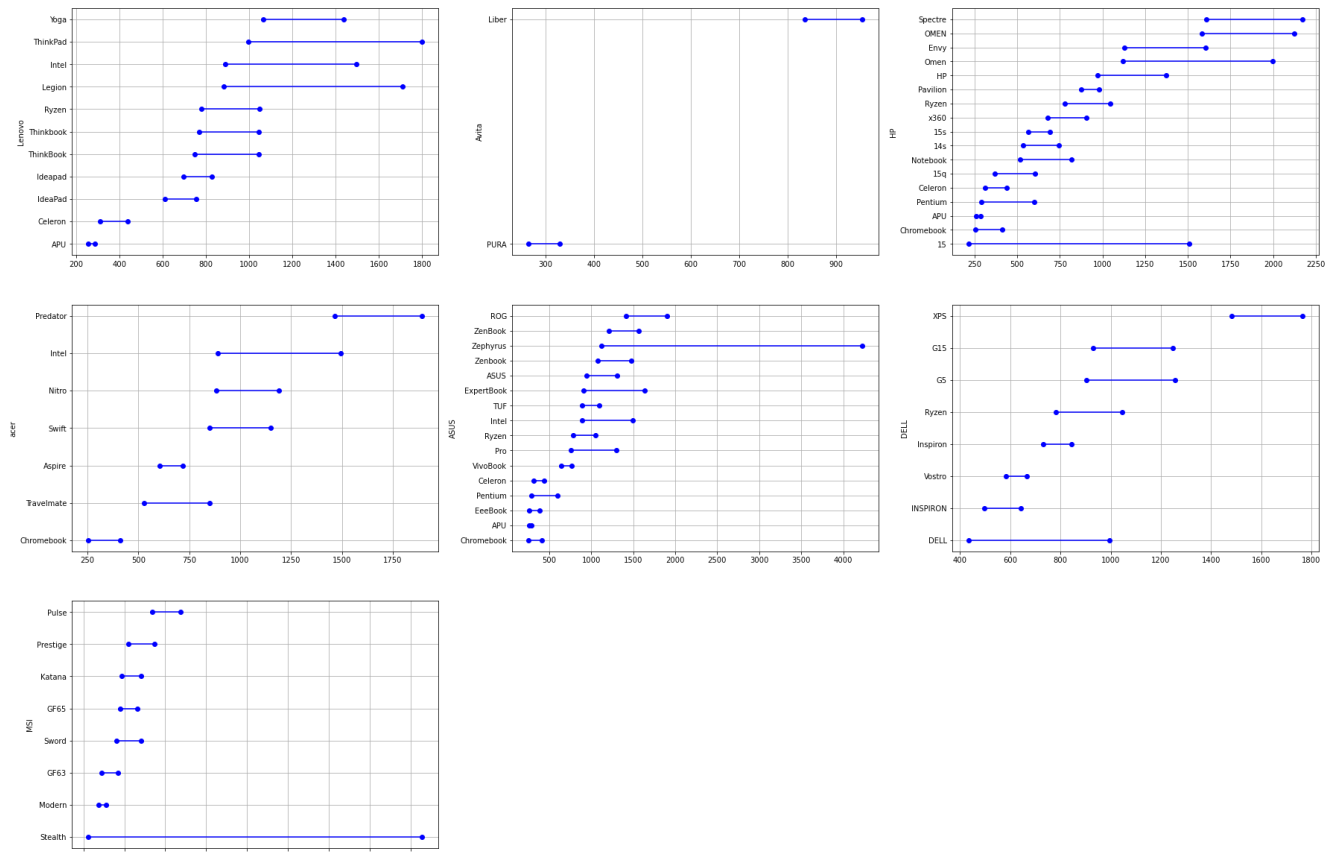 Lenovo
Yoga
ThinkPad
Intel
Legion
Ryzen
Thinkbook
ThinkBook
Ideapad
IdeaPad
Celeron
APU
200 400 600 800 1000 1200 1400 1600 1800
Avita
Liber
PURA
300 400 500 600 700 800 900
HP
Spectre
OMEN
Envy
Omen
HP
Pavilion
Ryzen
x360
15s
14s
Notebook
15q
Celeron
Pentium
APU
Chromebook
15
250 500 750 1000 1250 1500 1750 2000 2250
acer
Predator
Intel
Nitro
Swift
Aspire
Travelmate
Chromebook
250 500 750 1000 1250 1500 1750
ASUS
ROG
ZenBook
Zephyrus
Zenbook
ASUS
ExpertBook
TUF
Intel
Ryzen
Pro
VivoBook
Celeron
Pentium
EeeBook
APU
Chromebook
500 1000 1500 2000 2500 3000 3500 4000
DELL
XPS
G15
G5
Ryzen
Inspiron
Vostro
INSPIRON
DELL
400 600 800 1000 1200 1400 1600 1800
MSI
Pulse
Prestige
Katana
GF65
Sword
GF63
Modern
Stealth